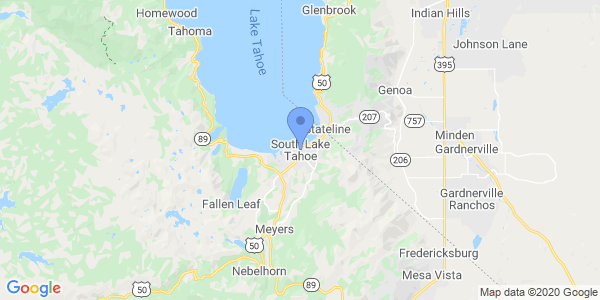 Homewood
Tahoma
Lake Tahoe
Glenbrook
Indian Hills
Johnson Lane
395
50
Genoa
207
757
Stateline
South Lake
Tahoe
89
206
Minden
Gardnerville
Gardnerville
Ranchos
Fallen Leaf
Meyers
50
Nebelhorn
Fredericksburg
89
Mesa Vista
50
Google
Map data ©2020 Google